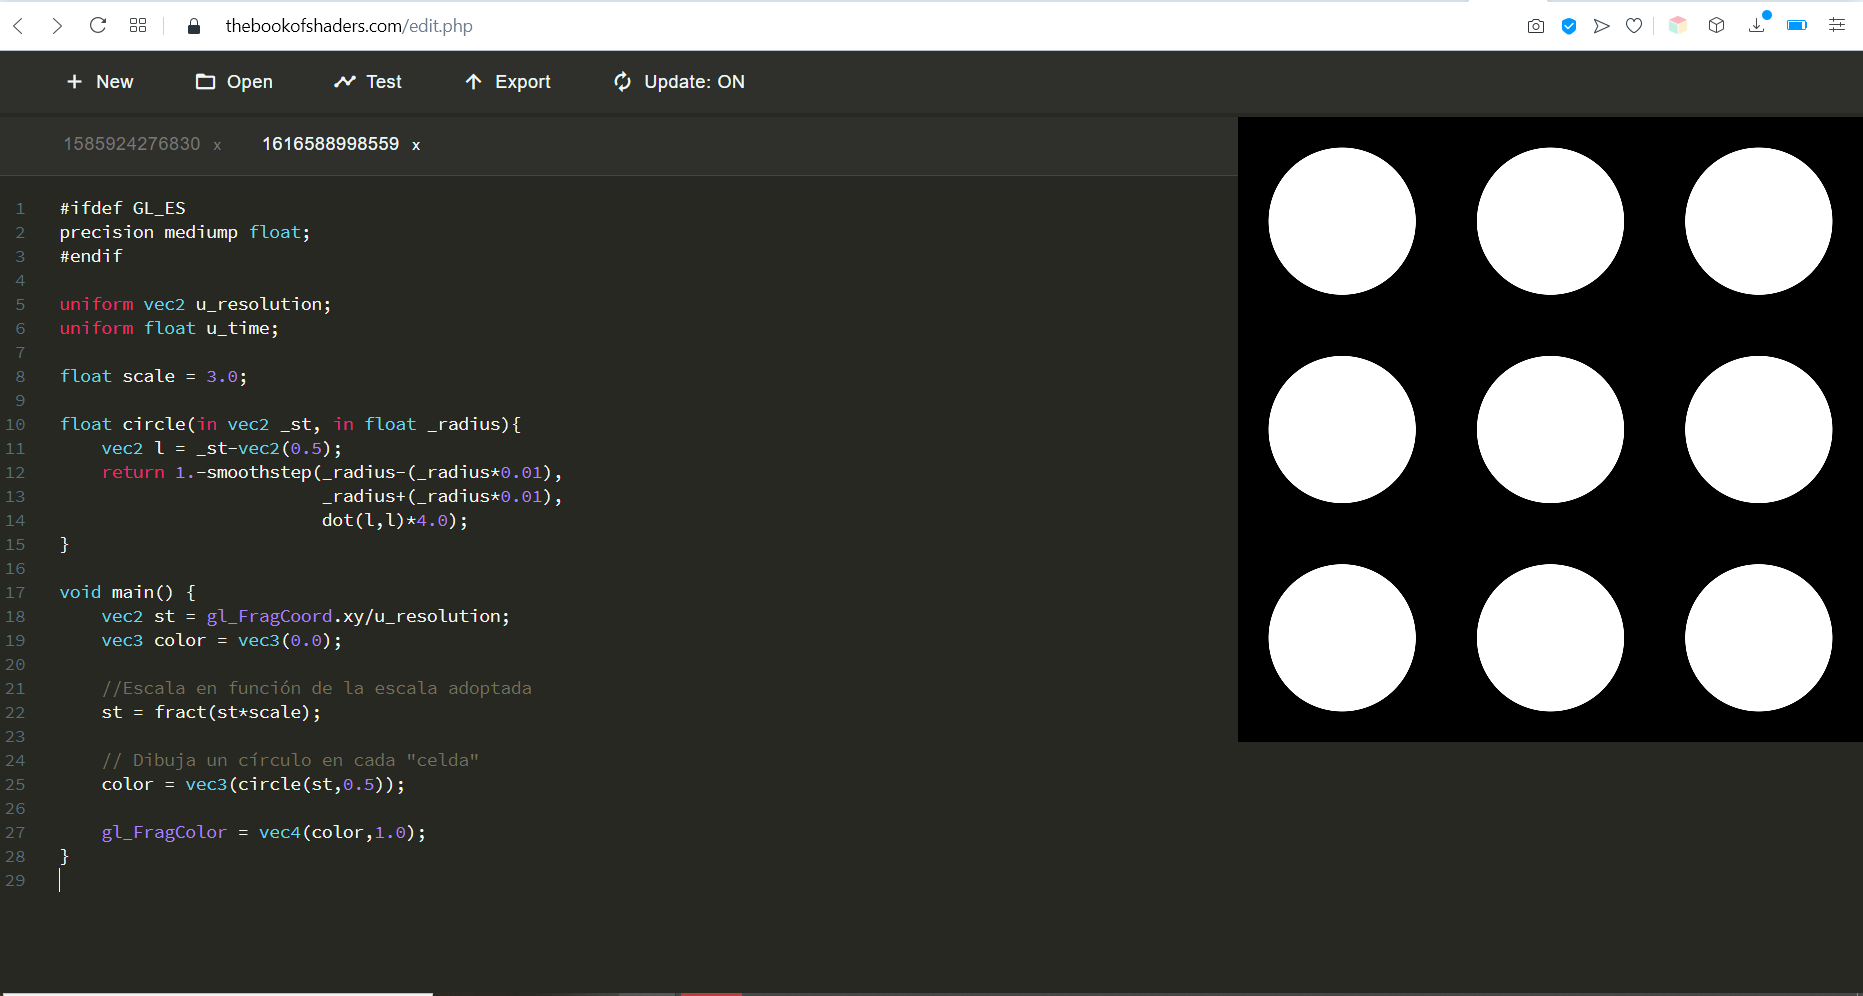 thebookofshaders.com/edit.php
New Open Test Export Update: ON
1585924276830 x 1616588998559 x
1 #ifdef GL_ES
2 precision mediump float;
3 #endif
4
5 uniform vec2 u_resolution;
6 uniform float u_time;
7
8 float scale = 3.0;
9
10 float circle(in vec2 _st, in float _radius){
11     vec2 l = _st-vec2(0.5);
12     return 1.-smoothstep(_radius-(_radius*0.01),
13                          _radius+(_radius*0.01),
14                          dot(l,l)*4.0);
15 }
16
17 void main() {
18     vec2 st = gl_FragCoord.xy/u_resolution;
19     vec3 color = vec3(0.0);
20
21     //Escala en función de la escala adoptada
22     st = fract(st*scale);
23
24     // Dibuja un círculo en cada "celda"
25     color = vec3(circle(st,0.5));
26
27     gl_FragColor = vec4(color,1.0);
28 }
29